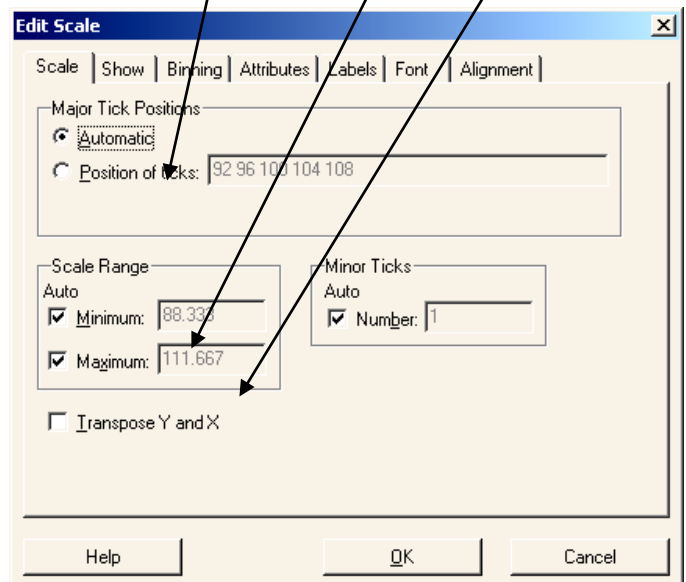 Edit Scale
Scale Show Binning Attributes Labels Font Alignment
Major Tick Positions
Automatic
Position of ticks: 92 96 100 104 108
Scale Range
Auto
Minimum: 88.333
Maximum: 111.667
Minor Ticks
Auto
Number: 1
Transpose Y and X
Help OK Cancel